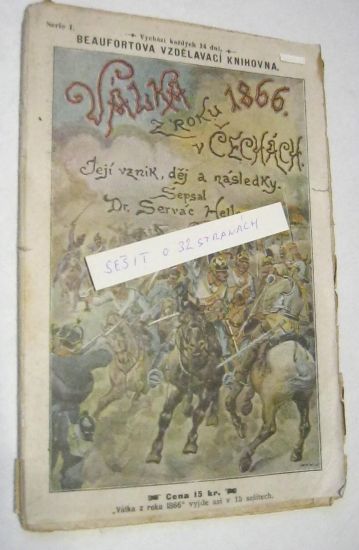 Serie I.
Vychází každých 14 dní.
BEAUFORTOVA VZDĚLAVACÍ KNIHOVNA.
VÁLKA
Z ROKU 1866.
v ČECHÁCH.
Její vznik, děj a následky.
Sepsal
Dr. Servác Heller
SEŠIT O 32 STRANÁCH
Cena 15 kr.
„Válka z roku 1866" vyjde asi v 15 sešitech.